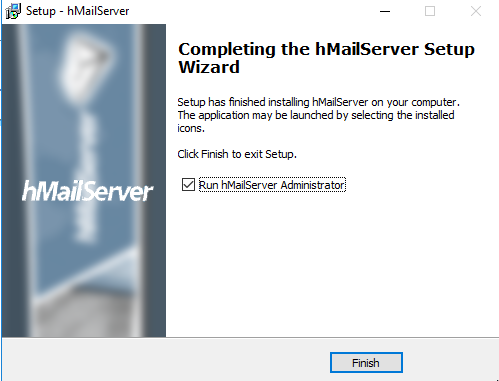 Setup - hMailServer
Completing the hMailServer Setup
Wizard
Setup has finished installing hMailServer on your computer.
The application may be launched by selecting the installed
icons.
Click Finish to exit Setup.
Run hMailServer Administrator
hMailServer
Finish